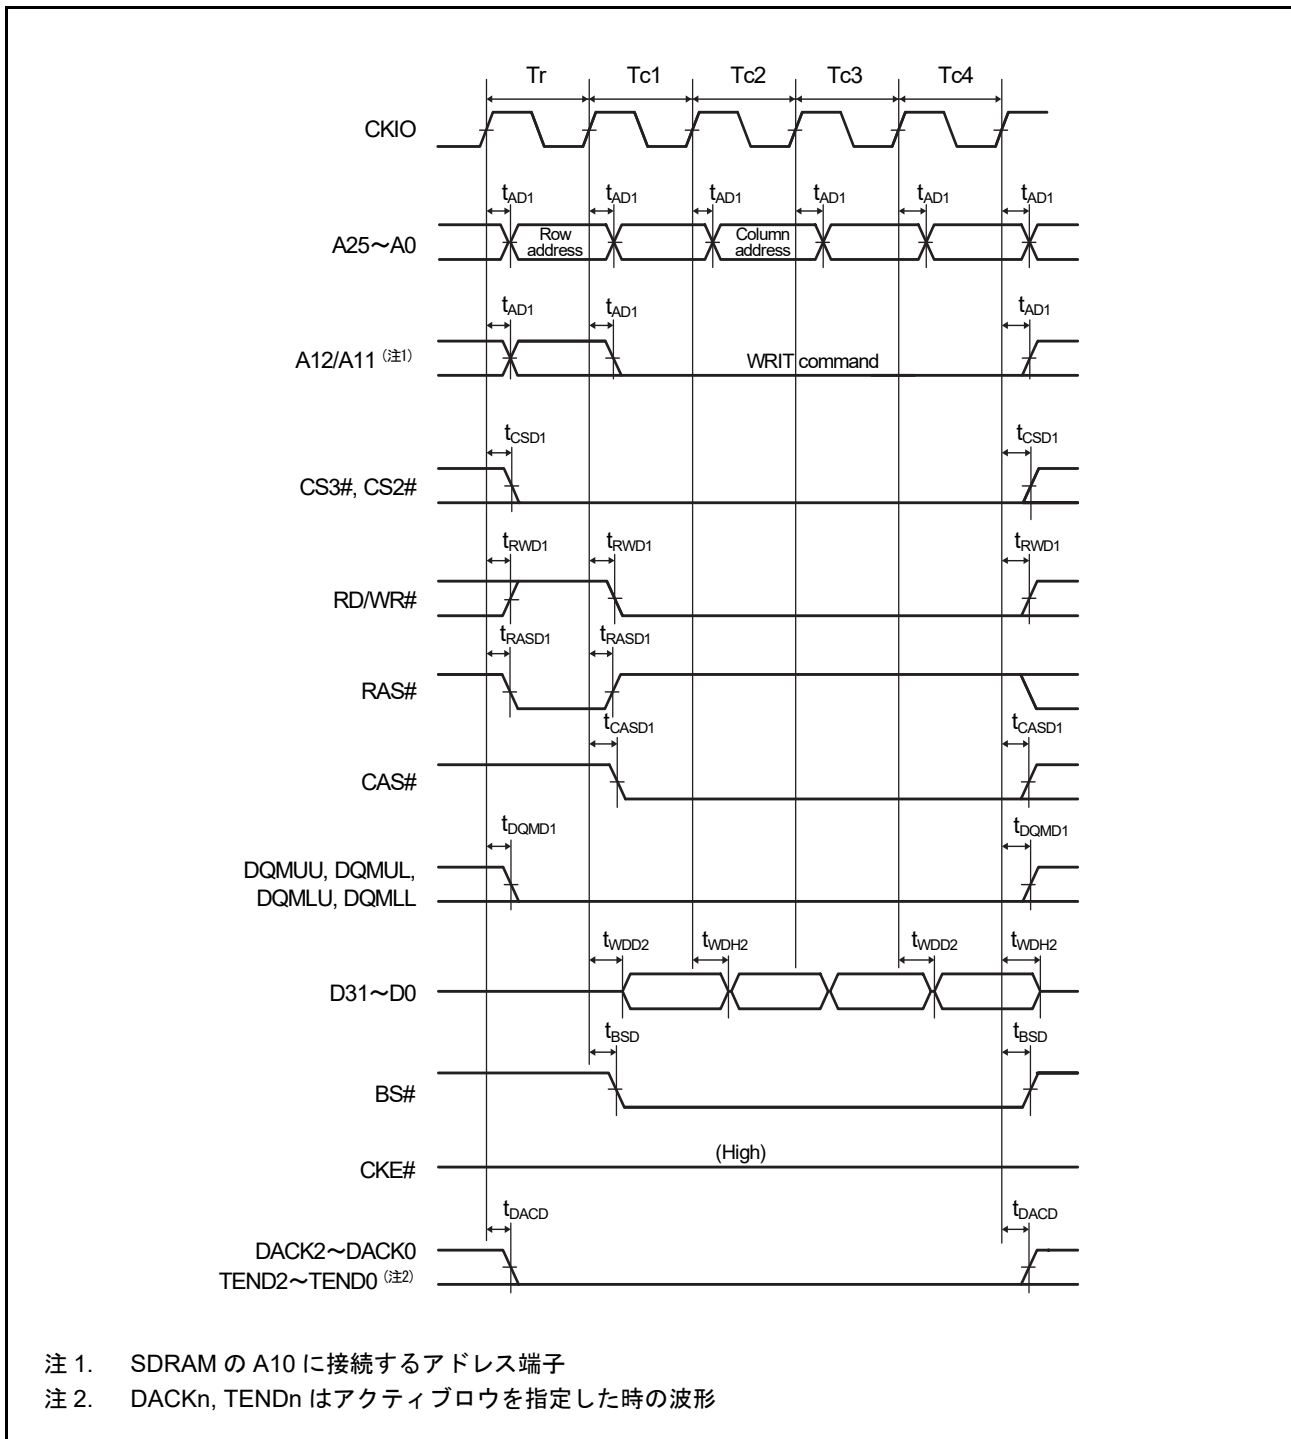 Tr Tc1 Tc2 Tc3 Tc4
CKIO
tAD1 tAD1 tAD1 tAD1 tAD1 tAD1
A25～A0
Row address
Column address
tAD1 tAD1 tAD1
A12/A11 (注1)
WRIT command
tCSD1 tCSD1
CS3#, CS2#
tRWD1 tRWD1 tRWD1
RD/WR#
tRASD1 tRASD1
RAS#
tCASD1 tCASD1
CAS#
tDQMD1 tDQMD1
DQMUU, DQMUL,
DQMLU, DQMLL
tWDD2 tWDH2 tWDD2 tWDH2
D31～D0
tBSD tBSD
BS#
(High)
CKE#
tDACD tDACD
DACK2～DACK0
TEND2～TEND0 (注2)
注 1. SDRAM の A10 に接続するアドレス端子
注 2. DACKn, TENDn はアクティブロウを指定した時の波形